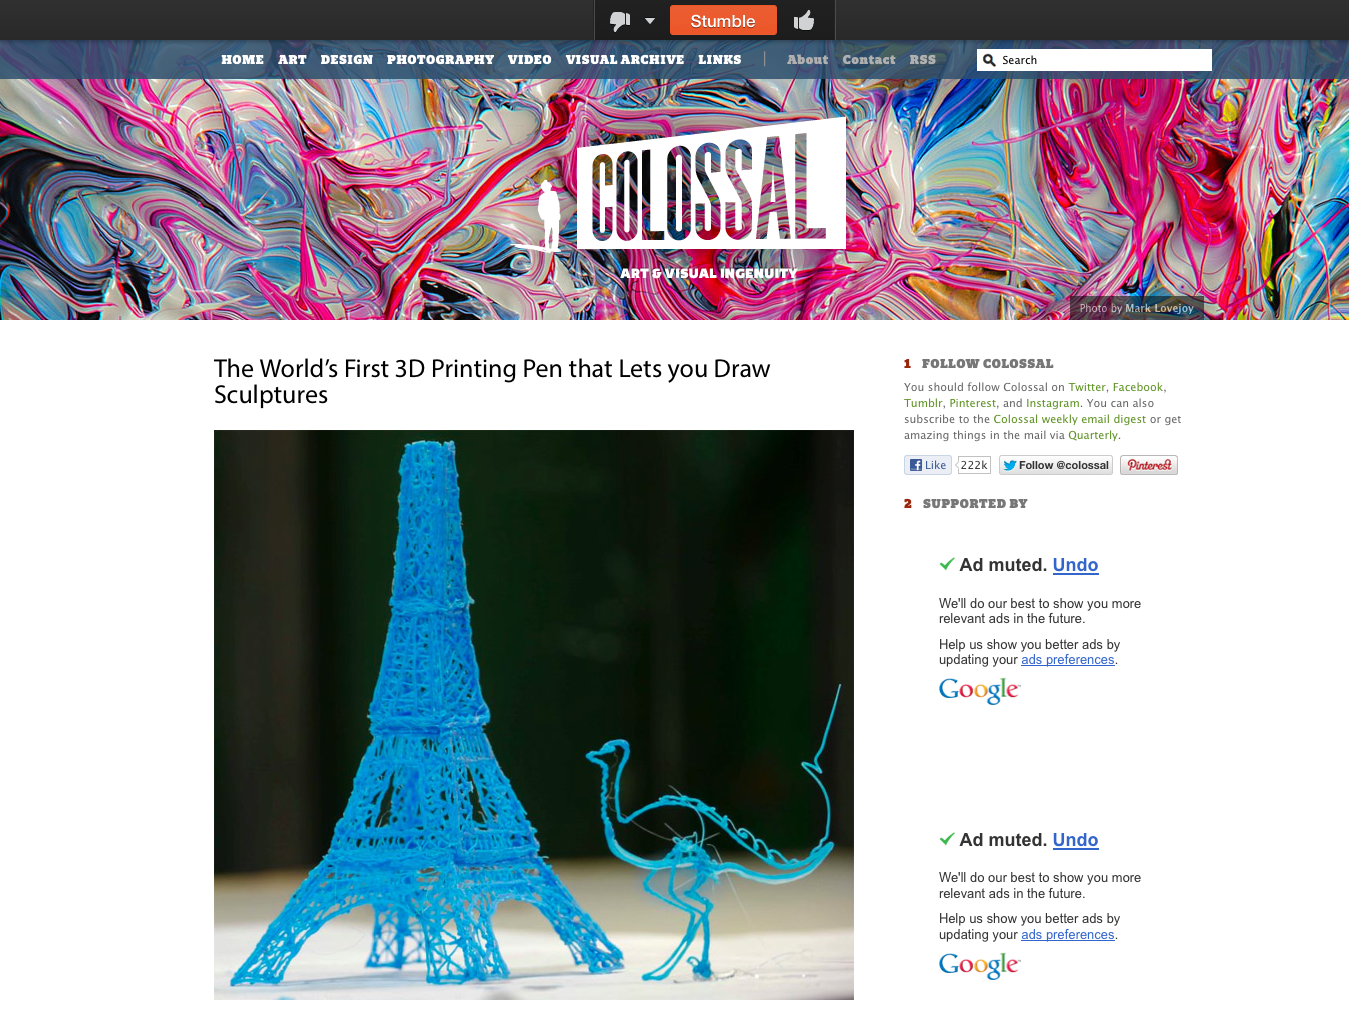 Stumble
HOME ART DESIGN PHOTOGRAPHY VIDEO VISUAL ARCHIVE LINKS | About Contact RSS
Search
COLOSSAL
ART & VISUAL INGENUITY
Photo by Mark Lovejoy
The World’s First 3D Printing Pen that Lets you Draw
Sculptures
1 FOLLOW COLOSSAL
You should follow Colossal on Twitter, Facebook,
Tumblr, Pinterest, and Instagram. You can also
subscribe to the Colossal weekly email digest or get
amazing things in the mail via Quarterly.
Like 222k Follow @colossal Pinterest
2 SUPPORTED BY
Ad muted. Undo
We'll do our best to show you more
relevant ads in the future.
Help us show you better ads by
updating your ads preferences.
Google
Ad muted. Undo
We'll do our best to show you more
relevant ads in the future.
Help us show you better ads by
updating your ads preferences.
Google